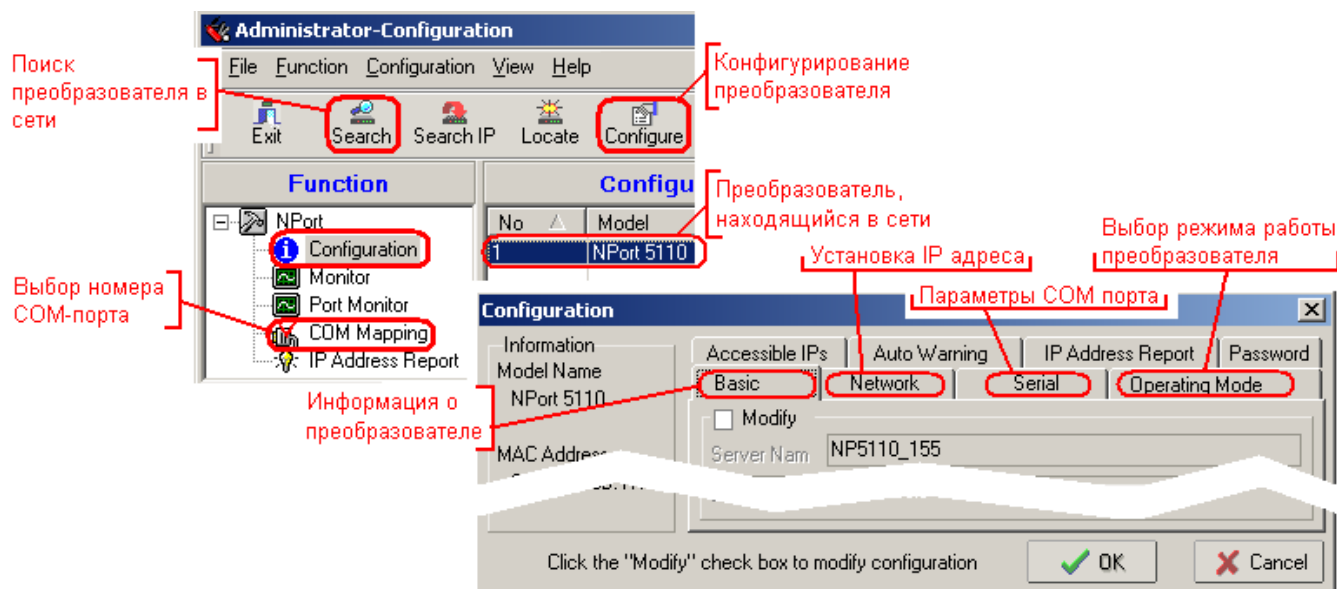 Administrator-Configurat
File Function Configuration View Help
Поиск
преобразователя в
сети
Конфигурирование
преобразователя
Exit Search Search IP Locate Configure
Function
Configu
Преобразователь,
находящийся в сети
NPort
No Model
Configuration
1 NPort 5110
Monitor
Port Monitor
COM Mapping
IP Address Report
Выбор номера
COM-порта
Установка IP адреса
Выбор режима работы
преобразователя
Параметры COM порта
Configuration
Information
Model Name
NPort 5110
MAC Address
Accessible IPs Auto Warning IP Address Report Password
Basic Network Serial Operating Mode
Информация о
преобразователе
Modify
Server Nam NP5110_155
Click the "Modify" check box to modify configuration
OK Cancel